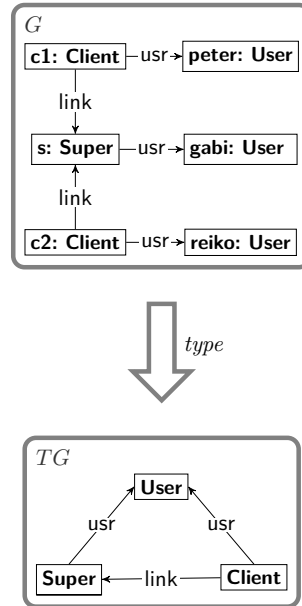 G
c1: Client usr peter: User
link
s: Super usr gabi: User
link
c2: Client usr reiko: User
type
TG
User
usr usr
Super link Client